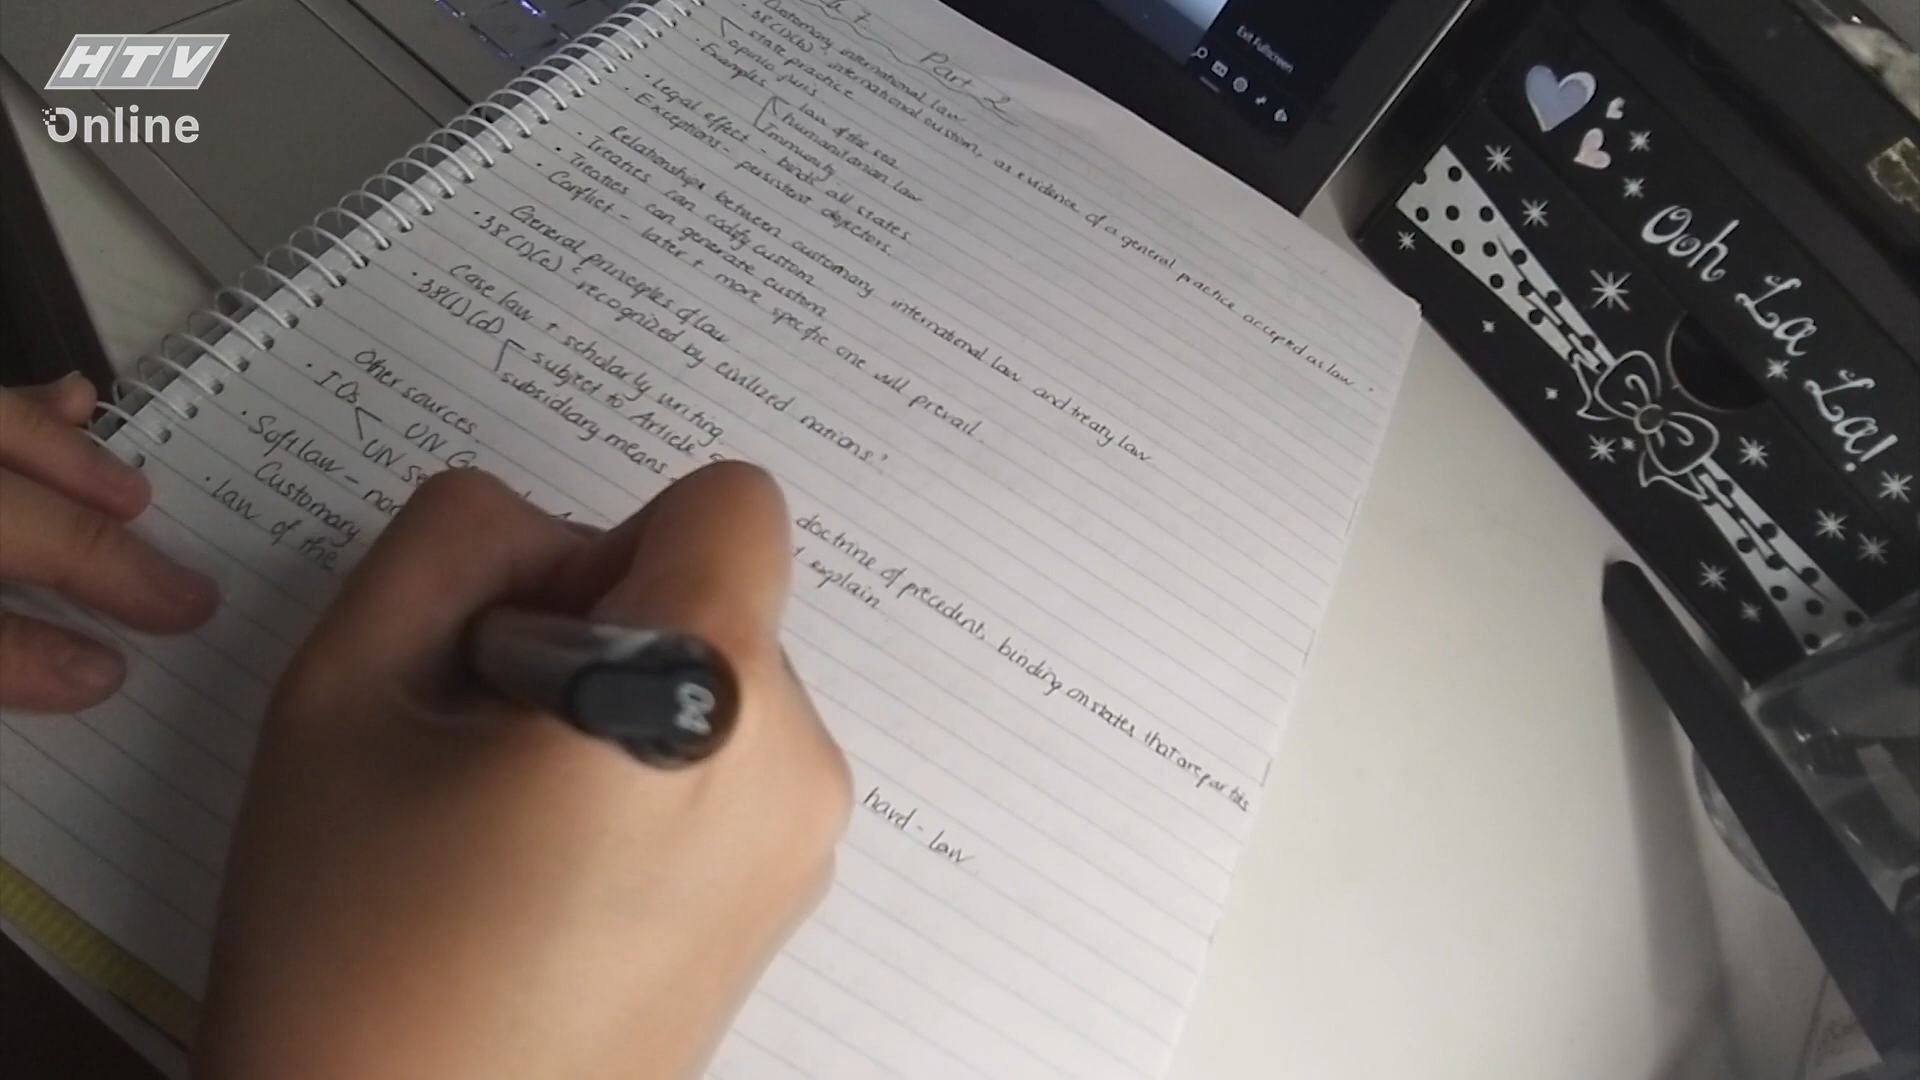 HTV
Online
Part 2
Customary international law
· 38(1)(b) international custom, as evidence of a general practice accepted as law"
state practice
opinio juris
· Examples
law of the sea
humanitarian law
Immunity
· Legal effect - binds all states
· Exceptions - persistent objectors.
Relationships between customary international law and treaty law
· Treaties can codify custom
· Treaties can generate custom
· Conflict - later + more specific one will prevail.
General principles of law
· 38(1)(c) : recognized by civilized nations"
Case law + scholarly writing
· 38(1)(d)
subject to Article
doctrine of precedents, binding on states that are parties
subsidiary means
explain
Other sources.
· IOs
UN
UN
· Soft law -
hard - law
Customary
· law of the
04
Exit Fullscreen
Ooh La La!